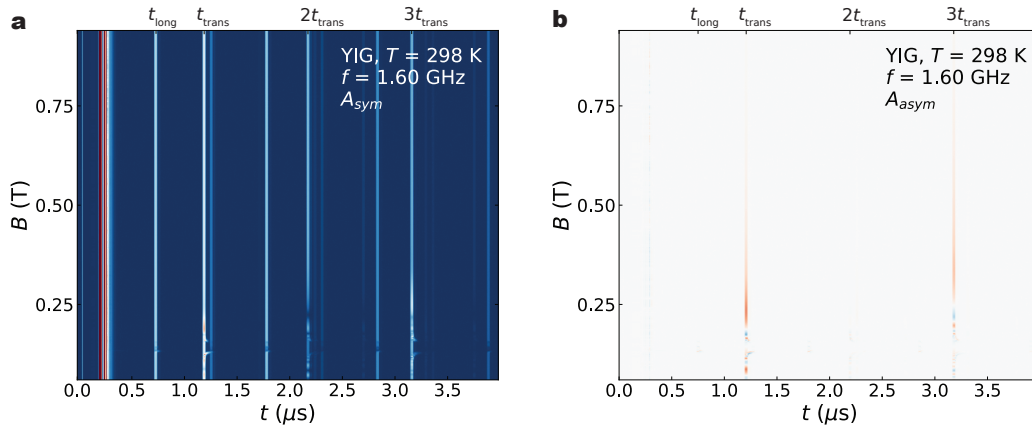 a
t_long t_trans 2t_trans 3t_trans
YIG, T = 298 K
f = 1.60 GHz
A_sym
0.75
0.50
0.25
B (T)
0.0 0.5 1.0 1.5 2.0 2.5 3.0 3.5
t (μs)
b
t_long t_trans 2t_trans 3t_trans
YIG, T = 298 K
f = 1.60 GHz
A_asym
0.75
0.50
0.25
B (T)
0.0 0.5 1.0 1.5 2.0 2.5 3.0 3.5
t (μs)